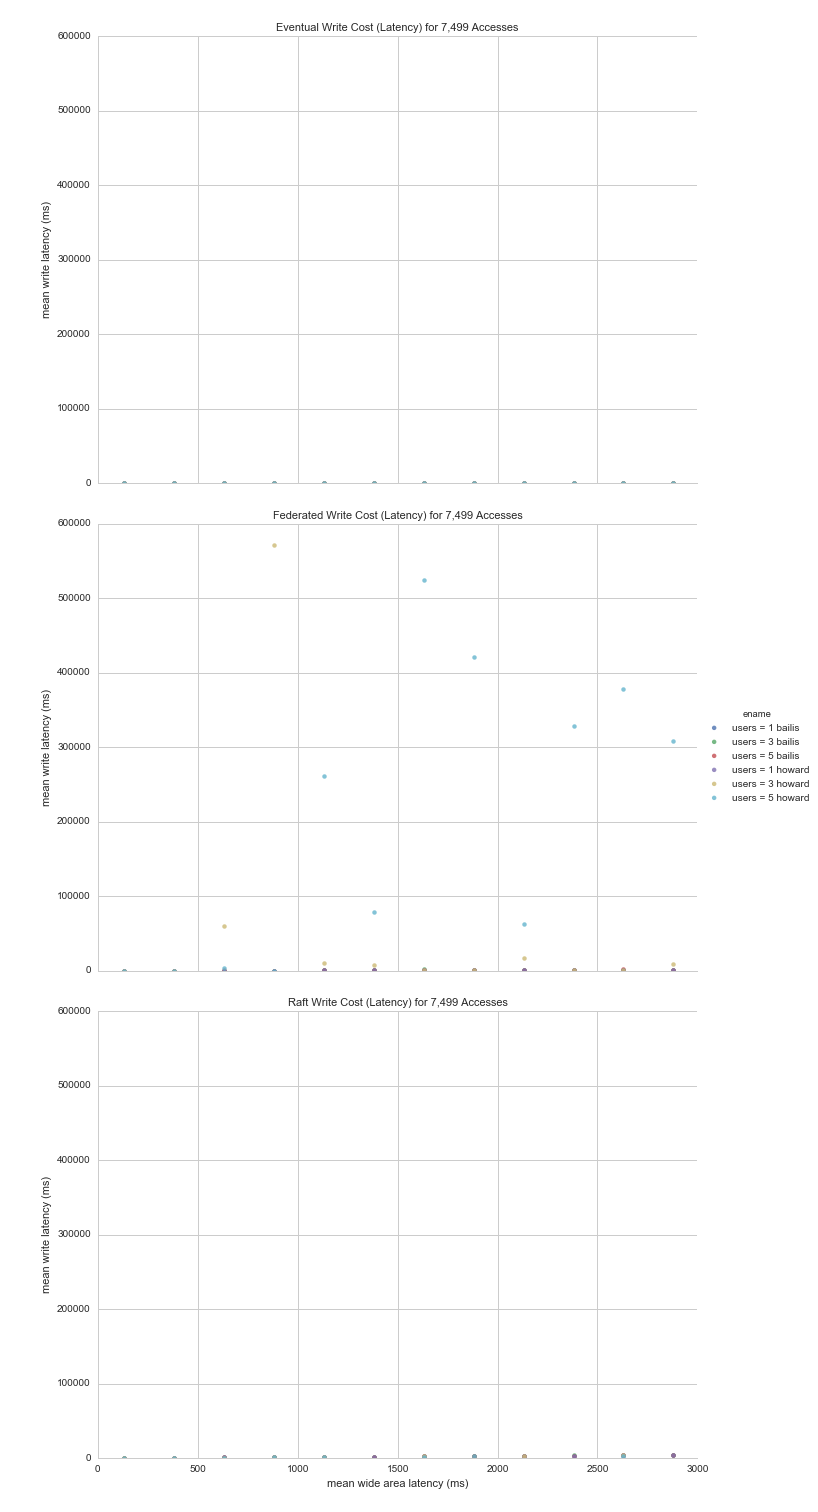 Eventual Write Cost (Latency) for 7,499 Accesses
600000
500000
400000
300000
200000
100000
0
mean write latency (ms)
Federated Write Cost (Latency) for 7,499 Accesses
600000
500000
400000
300000
200000
100000
0
mean write latency (ms)
ename
users = 1 bailis
users = 3 bailis
users = 5 bailis
users = 1 howard
users = 3 howard
users = 5 howard
Raft Write Cost (Latency) for 7,499 Accesses
600000
500000
400000
300000
200000
100000
0
mean write latency (ms)
0 500 1000 1500 2000 2500 3000
mean wide area latency (ms)